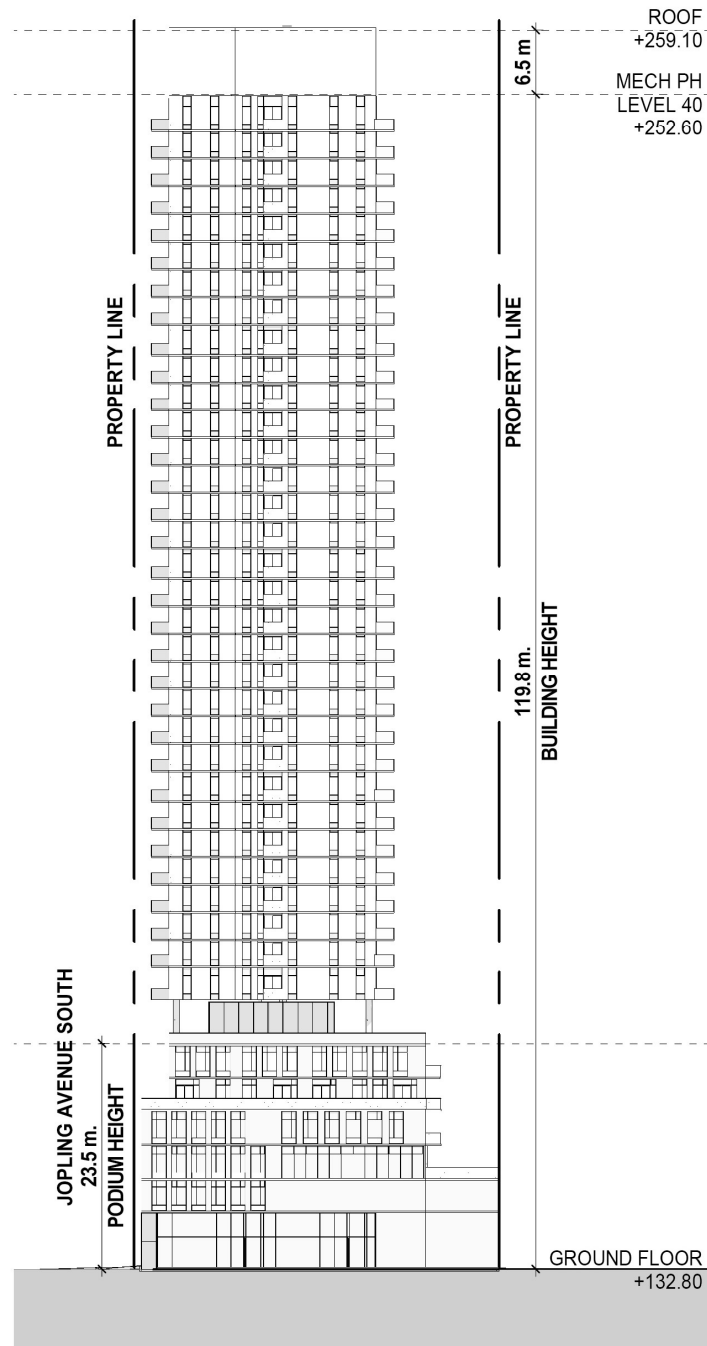 ROOF
+259.10
6.5 m
MECH PH
LEVEL 40
+252.60
PROPERTY LINE
PROPERTY LINE
119.8 m.
BUILDING HEIGHT
JOPLING AVENUE SOUTH
23.5 m.
PODIUM HEIGHT
GROUND FLOOR
+132.80